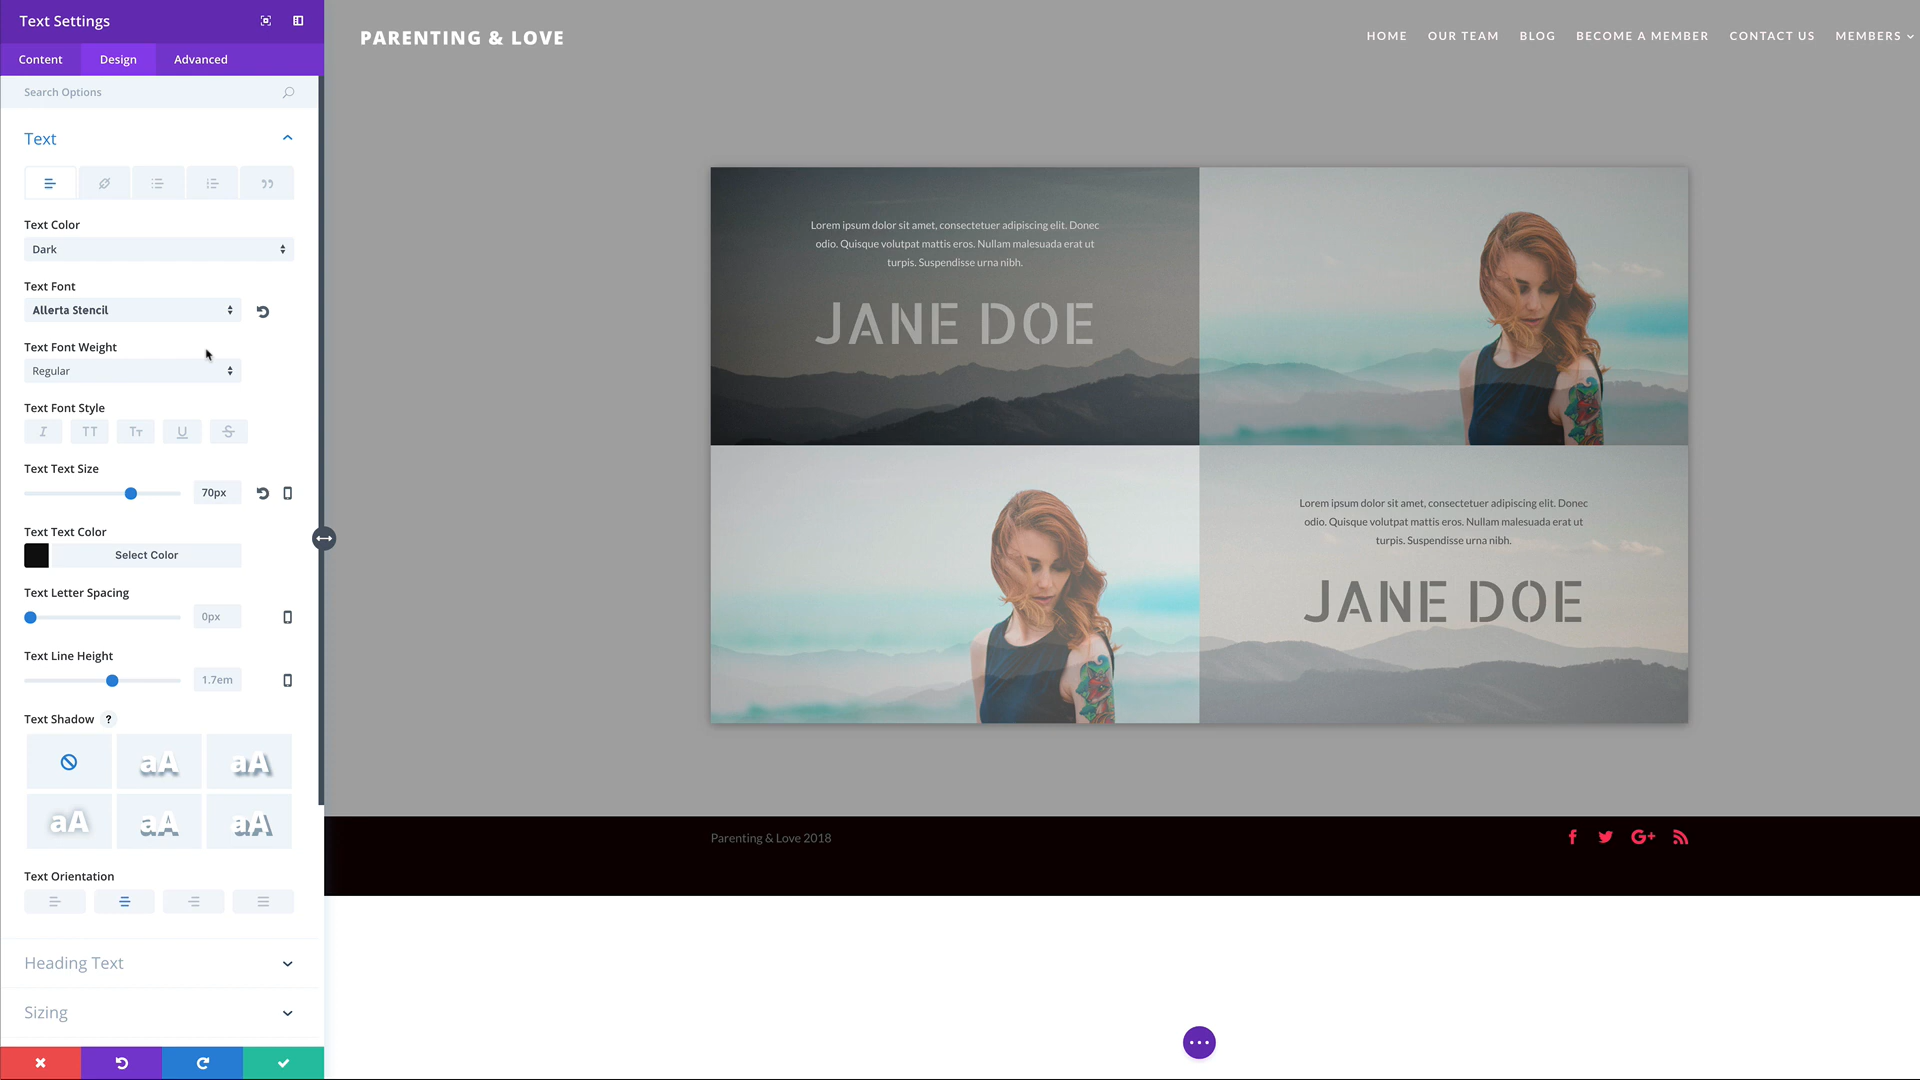 Text Settings
Content
Design
Advanced
Search Options
Text
Text Color
Dark
Text Font
Allerta Stencil
Text Font Weight
Regular
Text Font Style
I
TT
Tт
U
S
Text Text Size
70px
Text Text Color
Select Color
Text Letter Spacing
0px
Text Line Height
1.7em
Text Shadow ?
aA
aA
aA
aA
aA
Text Orientation
Heading Text
Sizing
PARENTING & LOVE
HOME
OUR TEAM
BLOG
BECOME A MEMBER
CONTACT US
MEMBERS
Lorem ipsum dolor sit amet, consectetuer adipiscing elit. Donec
odio. Quisque volutpat mattis eros. Nullam malesuada erat ut
turpis. Suspendisse urna nibh.
JANE DOE
Lorem ipsum dolor sit amet, consectetuer adipiscing elit. Donec
odio. Quisque volutpat mattis eros. Nullam malesuada erat ut
turpis. Suspendisse urna nibh.
JANE DOE
Parenting & Love 2018